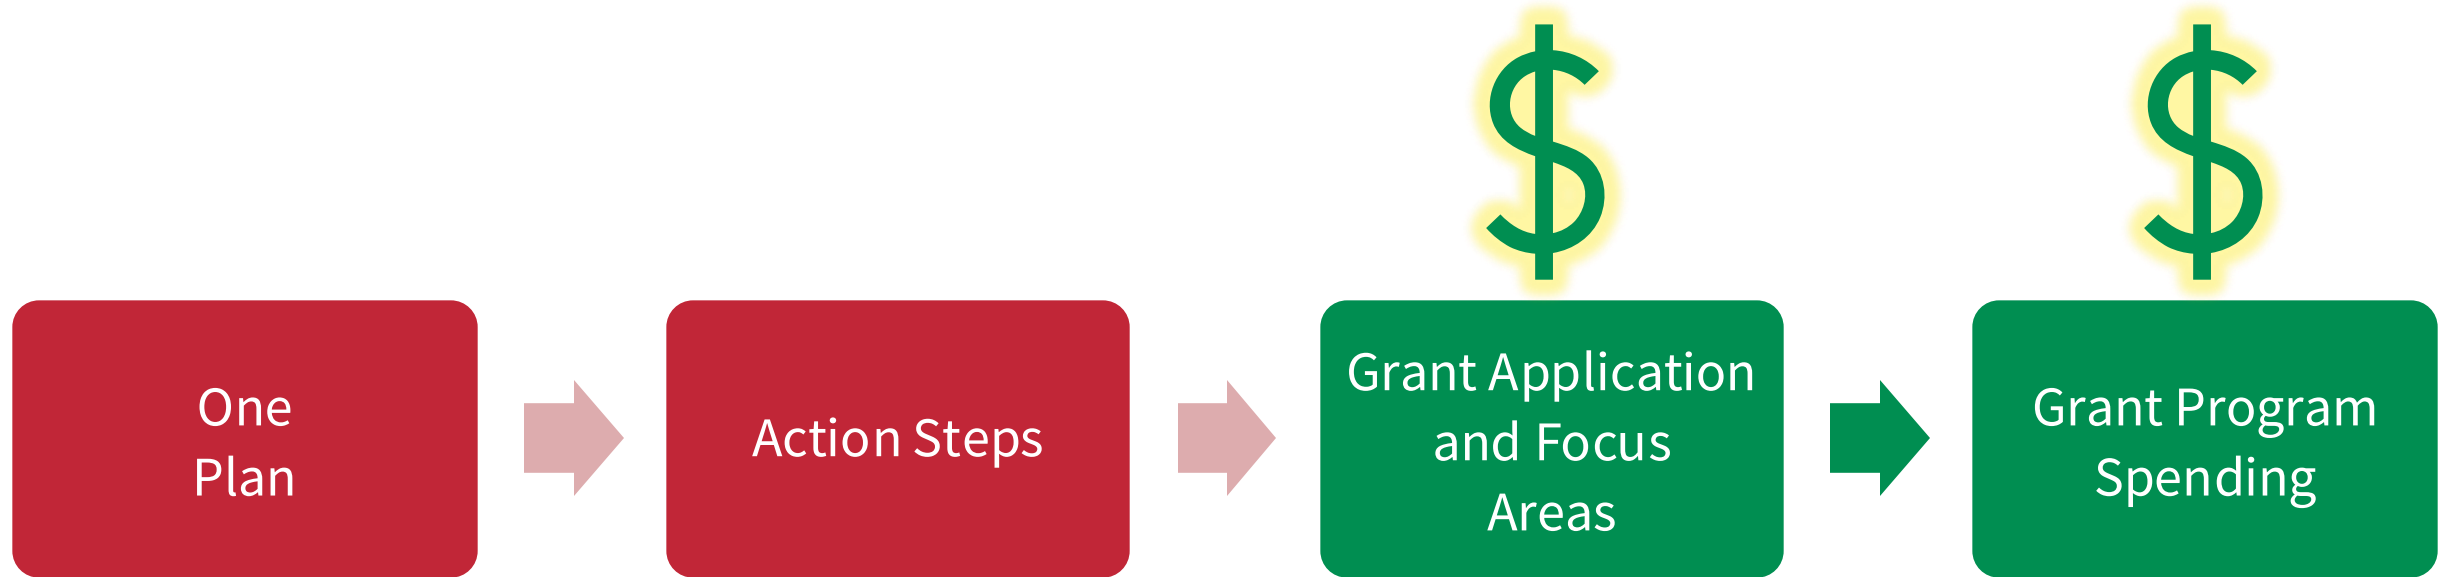 One
Plan
Action Steps
Grant Application
and Focus
Areas
Grant Program
Spending